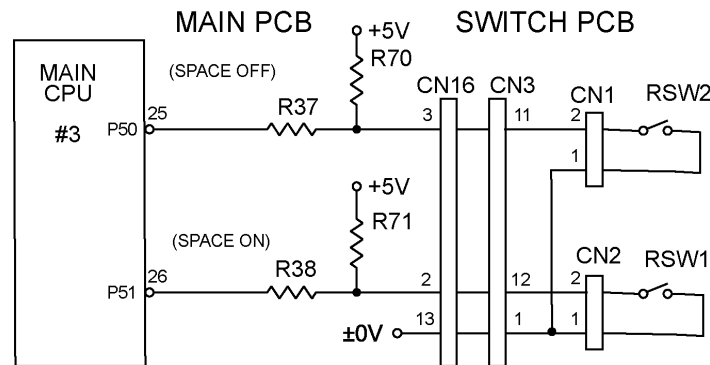 MAIN PCB
SWITCH PCB
+5V
R70
MAIN
CPU
#3
(SPACE OFF)
CN16
CN3
CN1
RSW2
P50
25
R37
3
11
2
1
+5V
R71
(SPACE ON)
CN2
RSW1
P51
26
R38
2
12
2
±0V
13
1
1